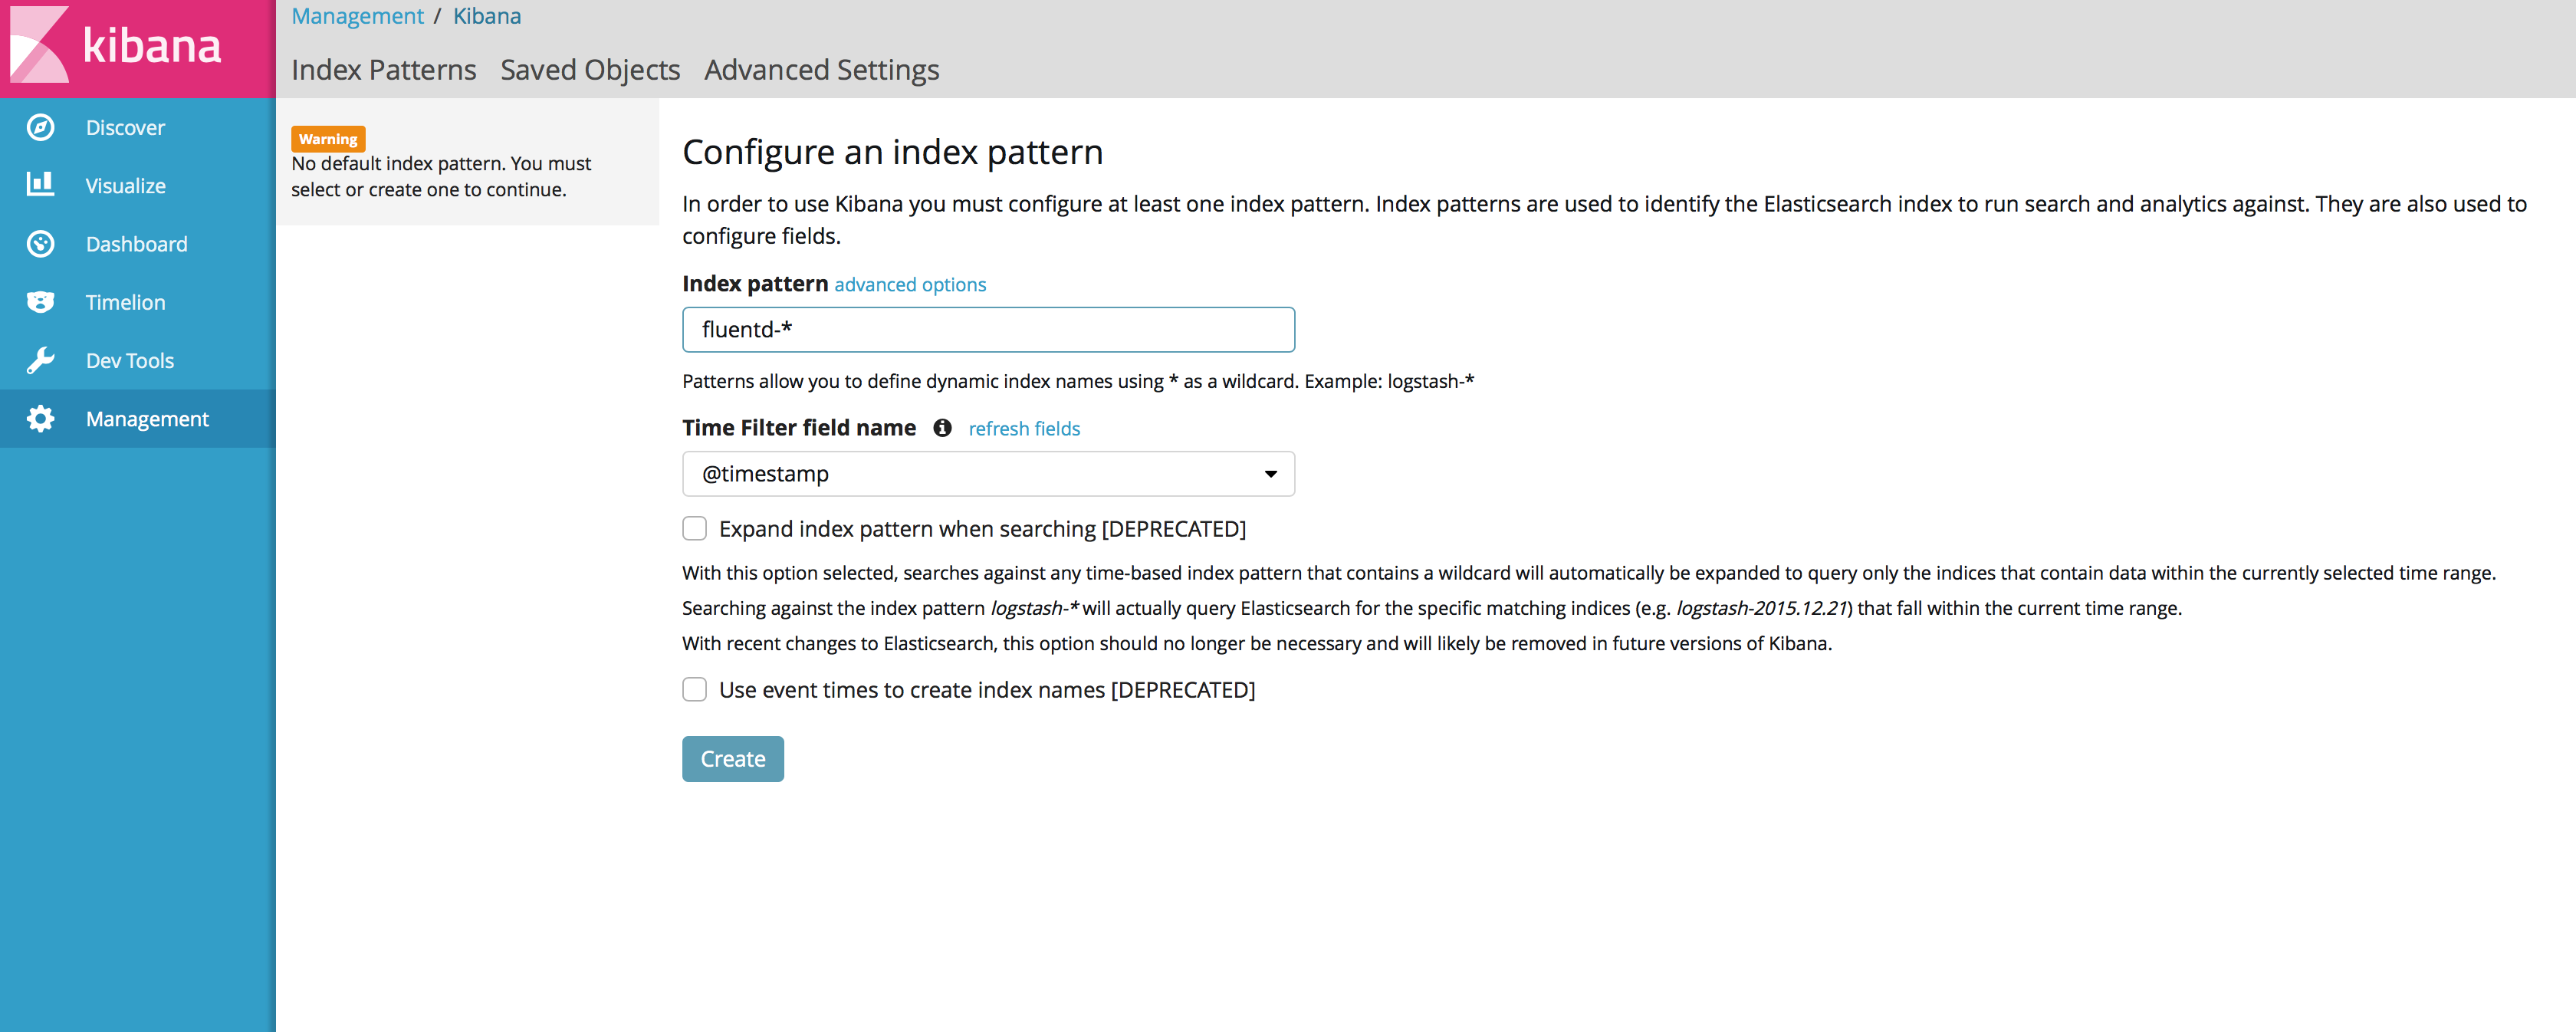 kibana
Management / Kibana
Index Patterns Saved Objects Advanced Settings
Discover
Visualize
Dashboard
Timelion
Dev Tools
Management
Warning
No default index pattern. You must
select or create one to continue.
Configure an index pattern
In order to use Kibana you must configure at least one index pattern. Index patterns are used to identify the Elasticsearch index to run search and analytics against. They are also used to
configure fields.
Index pattern advanced options
fluentd-*
Patterns allow you to define dynamic index names using * as a wildcard. Example: logstash-*
Time Filter field name refresh fields
@timestamp
Expand index pattern when searching [DEPRECATED]
With this option selected, searches against any time-based index pattern that contains a wildcard will automatically be expanded to query only the indices that contain data within the currently selected time range.
Searching against the index pattern logstash-* will actually query Elasticsearch for the specific matching indices (e.g. logstash-2015.12.21) that fall within the current time range.
With recent changes to Elasticsearch, this option should no longer be necessary and will likely be removed in future versions of Kibana.
Use event times to create index names [DEPRECATED]
Create